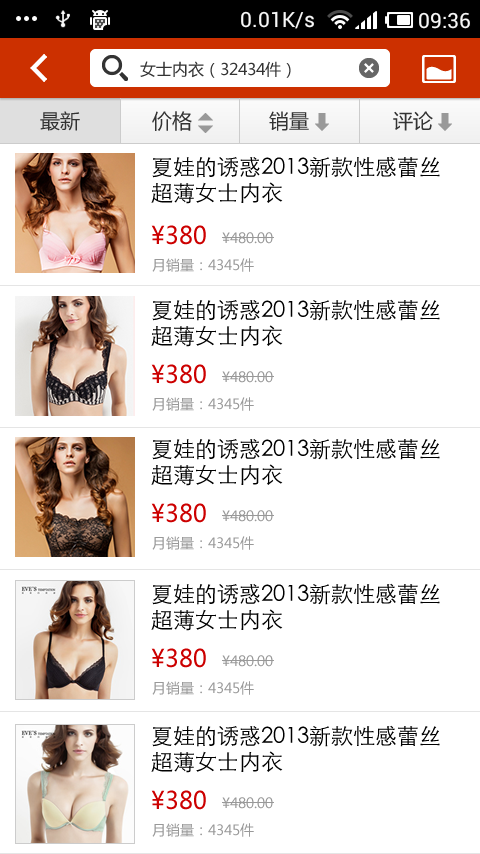 0.01K/s 09:36
女士内衣（32434件）
最新 价格 销量 评论
夏娃的诱惑2013新款性感蕾丝
超薄女士内衣
¥380 ¥480.00
月销量：4345件
夏娃的诱惑2013新款性感蕾丝
超薄女士内衣
¥380 ¥480.00
月销量：4345件
夏娃的诱惑2013新款性感蕾丝
超薄女士内衣
¥380 ¥480.00
月销量：4345件
EVE'S TEMPTATION
夏娃的诱惑2013新款性感蕾丝
超薄女士内衣
¥380 ¥480.00
月销量：4345件
EVE'S TEMPTATION
夏娃的诱惑2013新款性感蕾丝
超薄女士内衣
¥380 ¥480.00
月销量：4345件